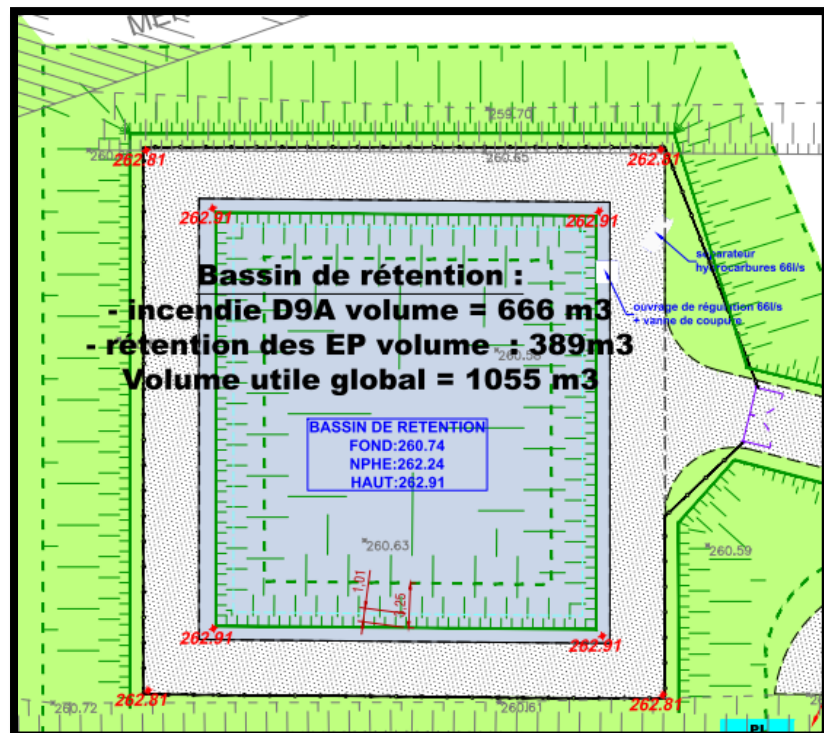 259.70
262.81
262.81
260.65
262.91
262.91
séparateur
hydrocarbures 66l/s
Bassin de rétention :
- incendie D9A volume = 666 m3
ouvrage de régulation 66l/s
+ vanne de coupure
- rétention des EP volume : 389m3
Volume utile global = 1055 m3
BASSIN DE RETENTION
FOND:260.74
NPHE:262.24
HAUT:262.91
260.63
260.59
1.01
3.26
262.91
262.91
262.81
262.81
260.72
260.61
PL